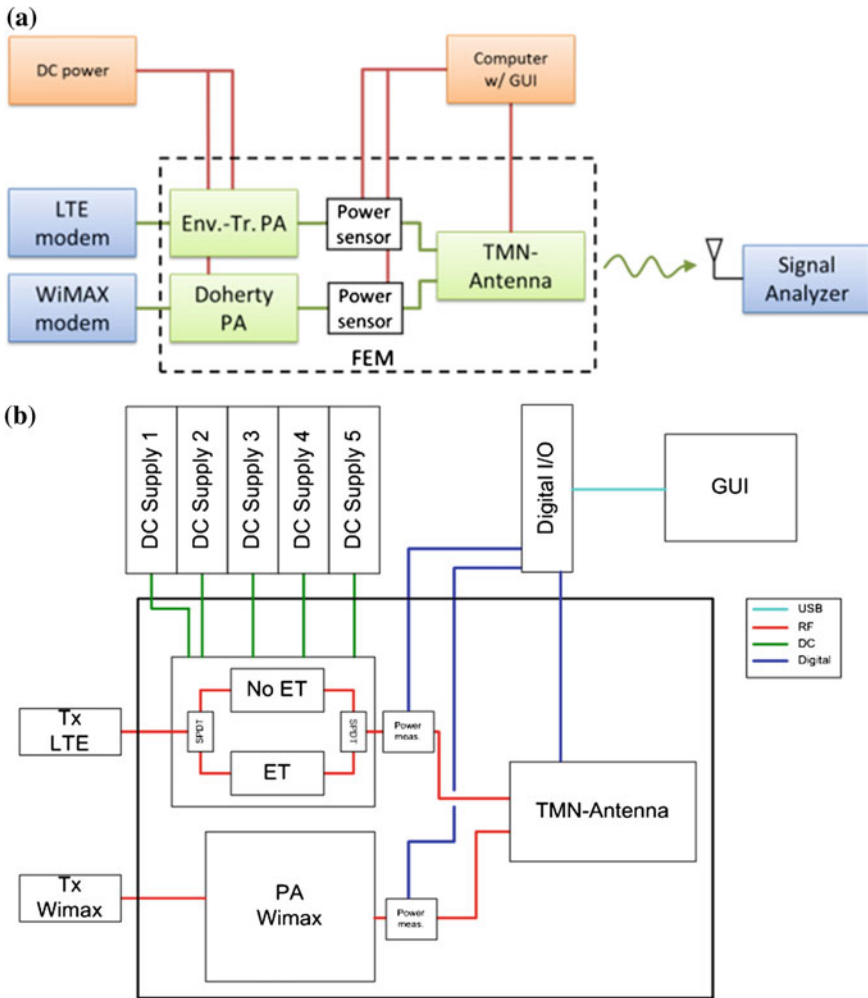 (a)
DC power
Computer
w/ GUI
LTE
modem
Env.-Tr. PA
Power
sensor
TMN-
Antenna
Signal
Analyzer
WiMAX
modem
Doherty
PA
Power
sensor
FEM
(b)
DC Supply 1
DC Supply 2
DC Supply 3
DC Supply 4
DC Supply 5
Digital I/O
GUI
USB
RF
DC
Digital
Tx
LTE
SPDT
No ET
ET
SPDT
Power
meas.
TMN-Antenna
Tx
Wimax
PA
Wimax
Power
meas.